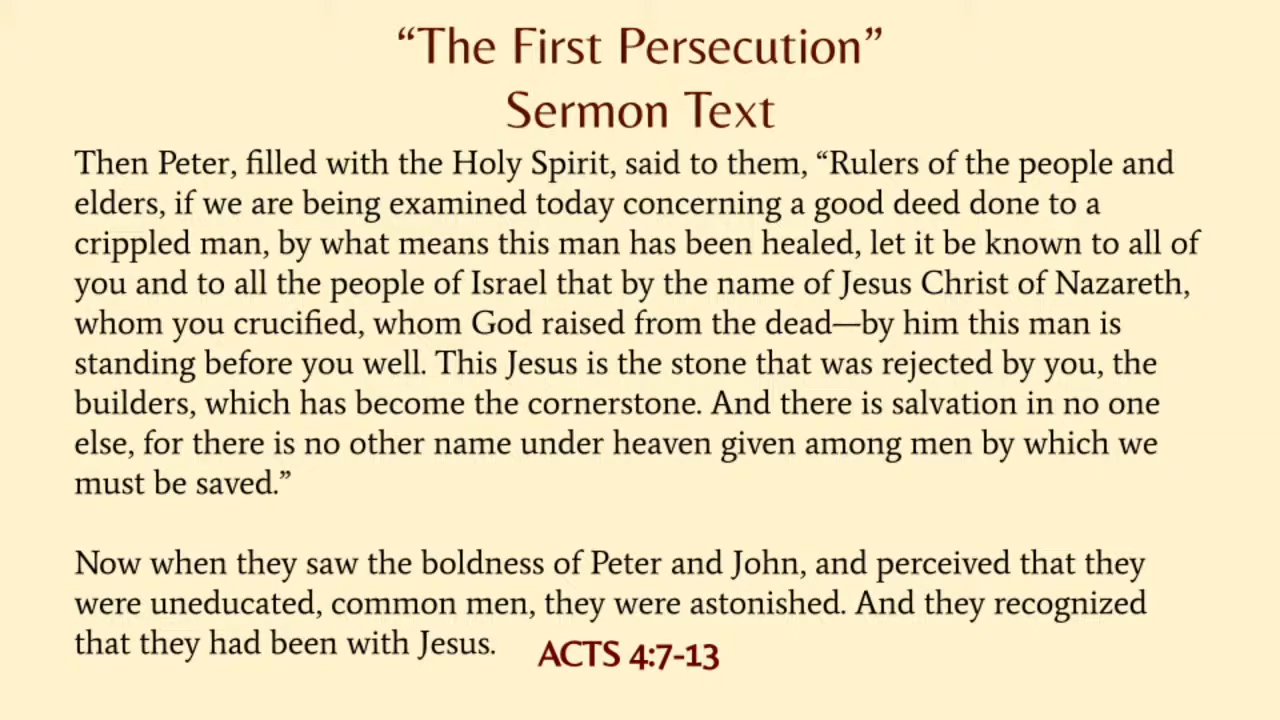 “The First Persecution”
Sermon Text
Then Peter, filled with the Holy Spirit, said to them, “Rulers of the people and
elders, if we are being examined today concerning a good deed done to a
crippled man, by what means this man has been healed, let it be known to all of
you and to all the people of Israel that by the name of Jesus Christ of Nazareth,
whom you crucified, whom God raised from the dead—by him this man is
standing before you well. This Jesus is the stone that was rejected by you, the
builders, which has become the cornerstone. And there is salvation in no one
else, for there is no other name under heaven given among men by which we
must be saved.”
Now when they saw the boldness of Peter and John, and perceived that they
were uneducated, common men, they were astonished. And they recognized
that they had been with Jesus.
ACTS 4:7-13